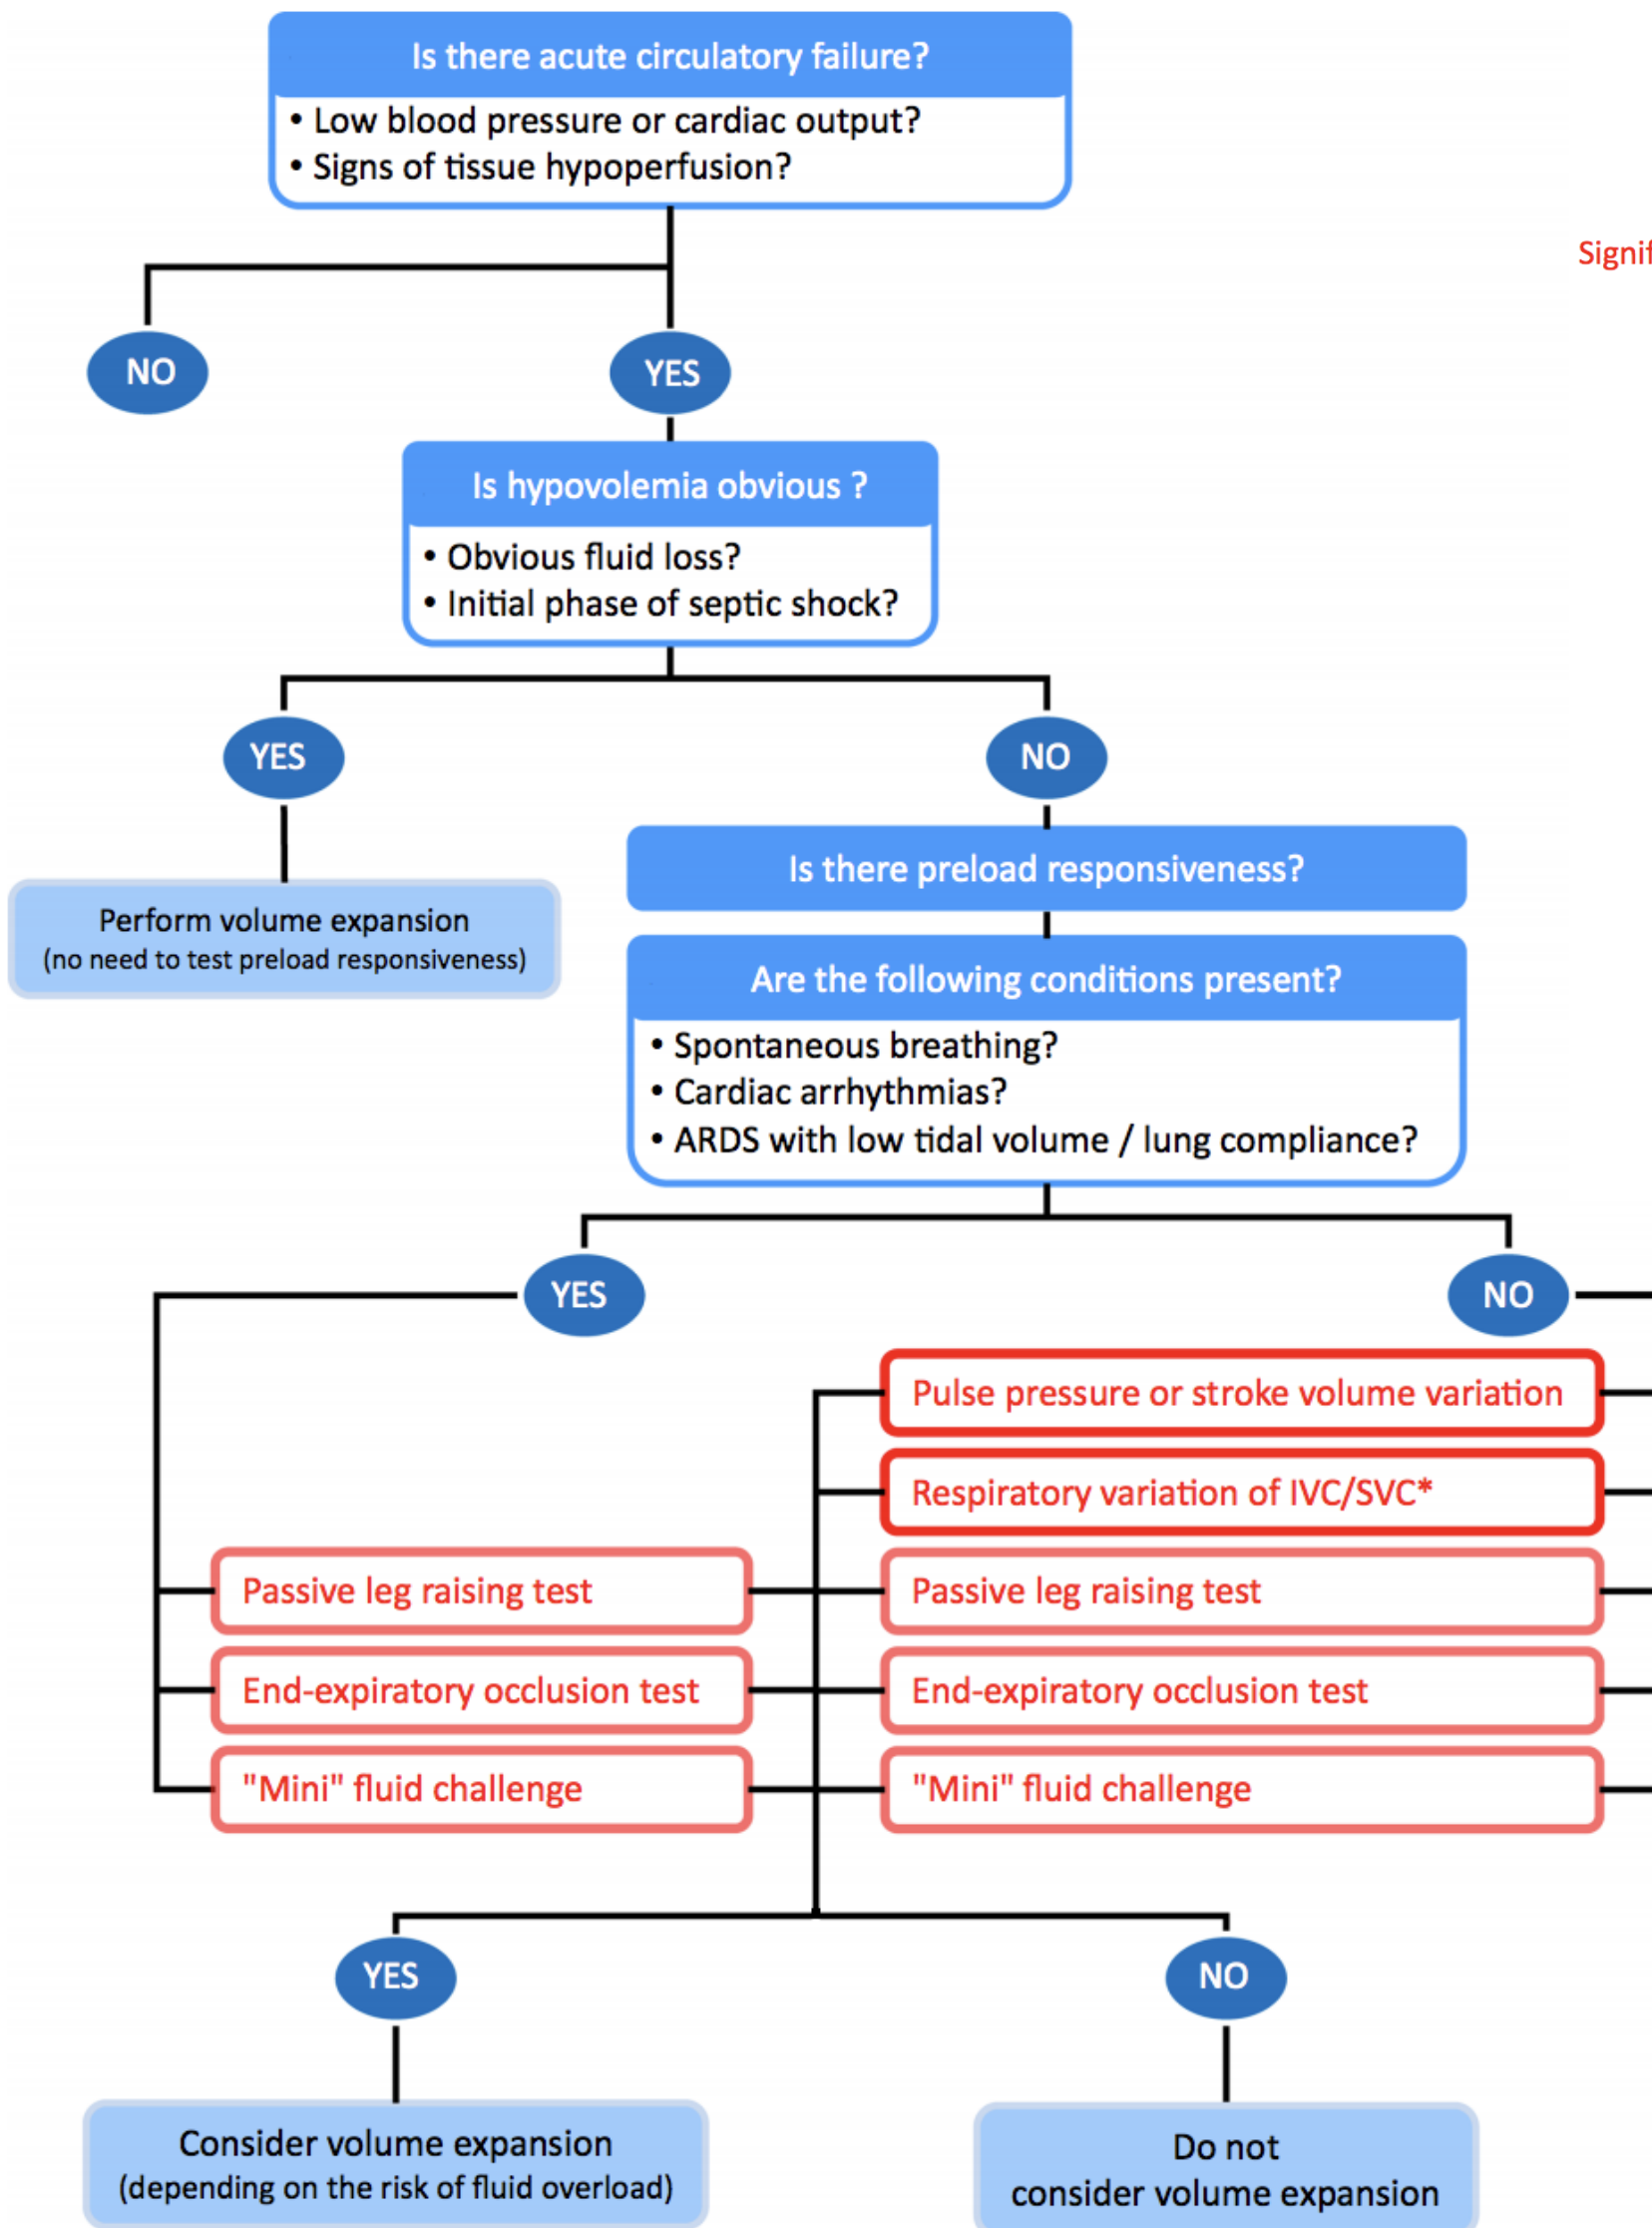 Is there acute circulatory failure?
• Low blood pressure or cardiac output?
• Signs of tissue hypoperfusion?
NO
YES
Is hypovolemia obvious ?
• Obvious fluid loss?
• Initial phase of septic shock?
YES
NO
Perform volume expansion
(no need to test preload responsiveness)
Is there preload responsiveness?
Are the following conditions present?
• Spontaneous breathing?
• Cardiac arrhythmias?
• ARDS with low tidal volume / lung compliance?
YES
NO
Pulse pressure or stroke volume variation
Respiratory variation of IVC/SVC*
Passive leg raising test
Passive leg raising test
End-expiratory occlusion test
End-expiratory occlusion test
"Mini" fluid challenge
"Mini" fluid challenge
YES
NO
Consider volume expansion
(depending on the risk of fluid overload)
Do not
consider volume expansion